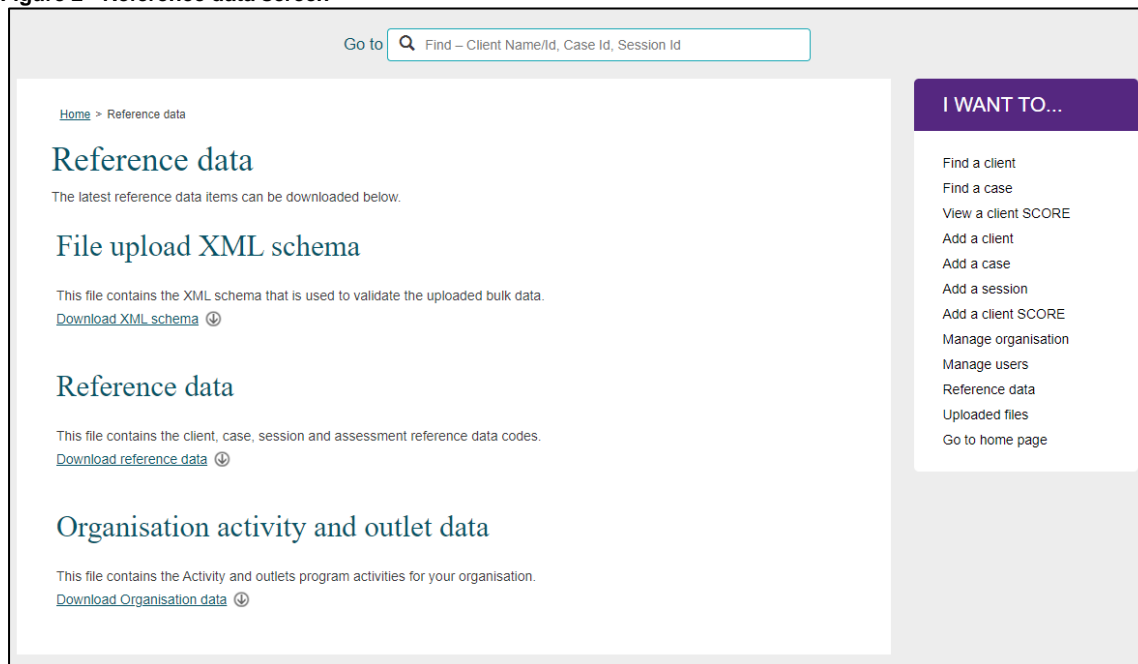 Figure 2 - Reference data screen
Go to Find – Client Name/Id, Case Id, Session Id
Home > Reference data
Reference data
The latest reference data items can be downloaded below.
File upload XML schema
This file contains the XML schema that is used to validate the uploaded bulk data.
Download XML schema
Reference data
This file contains the client, case, session and assessment reference data codes.
Download reference data
Organisation activity and outlet data
This file contains the Activity and outlets program activities for your organisation.
Download Organisation data
I WANT TO...
Find a client
Find a case
View a client SCORE
Add a client
Add a case
Add a session
Add a client SCORE
Manage organisation
Manage users
Reference data
Uploaded files
Go to home page